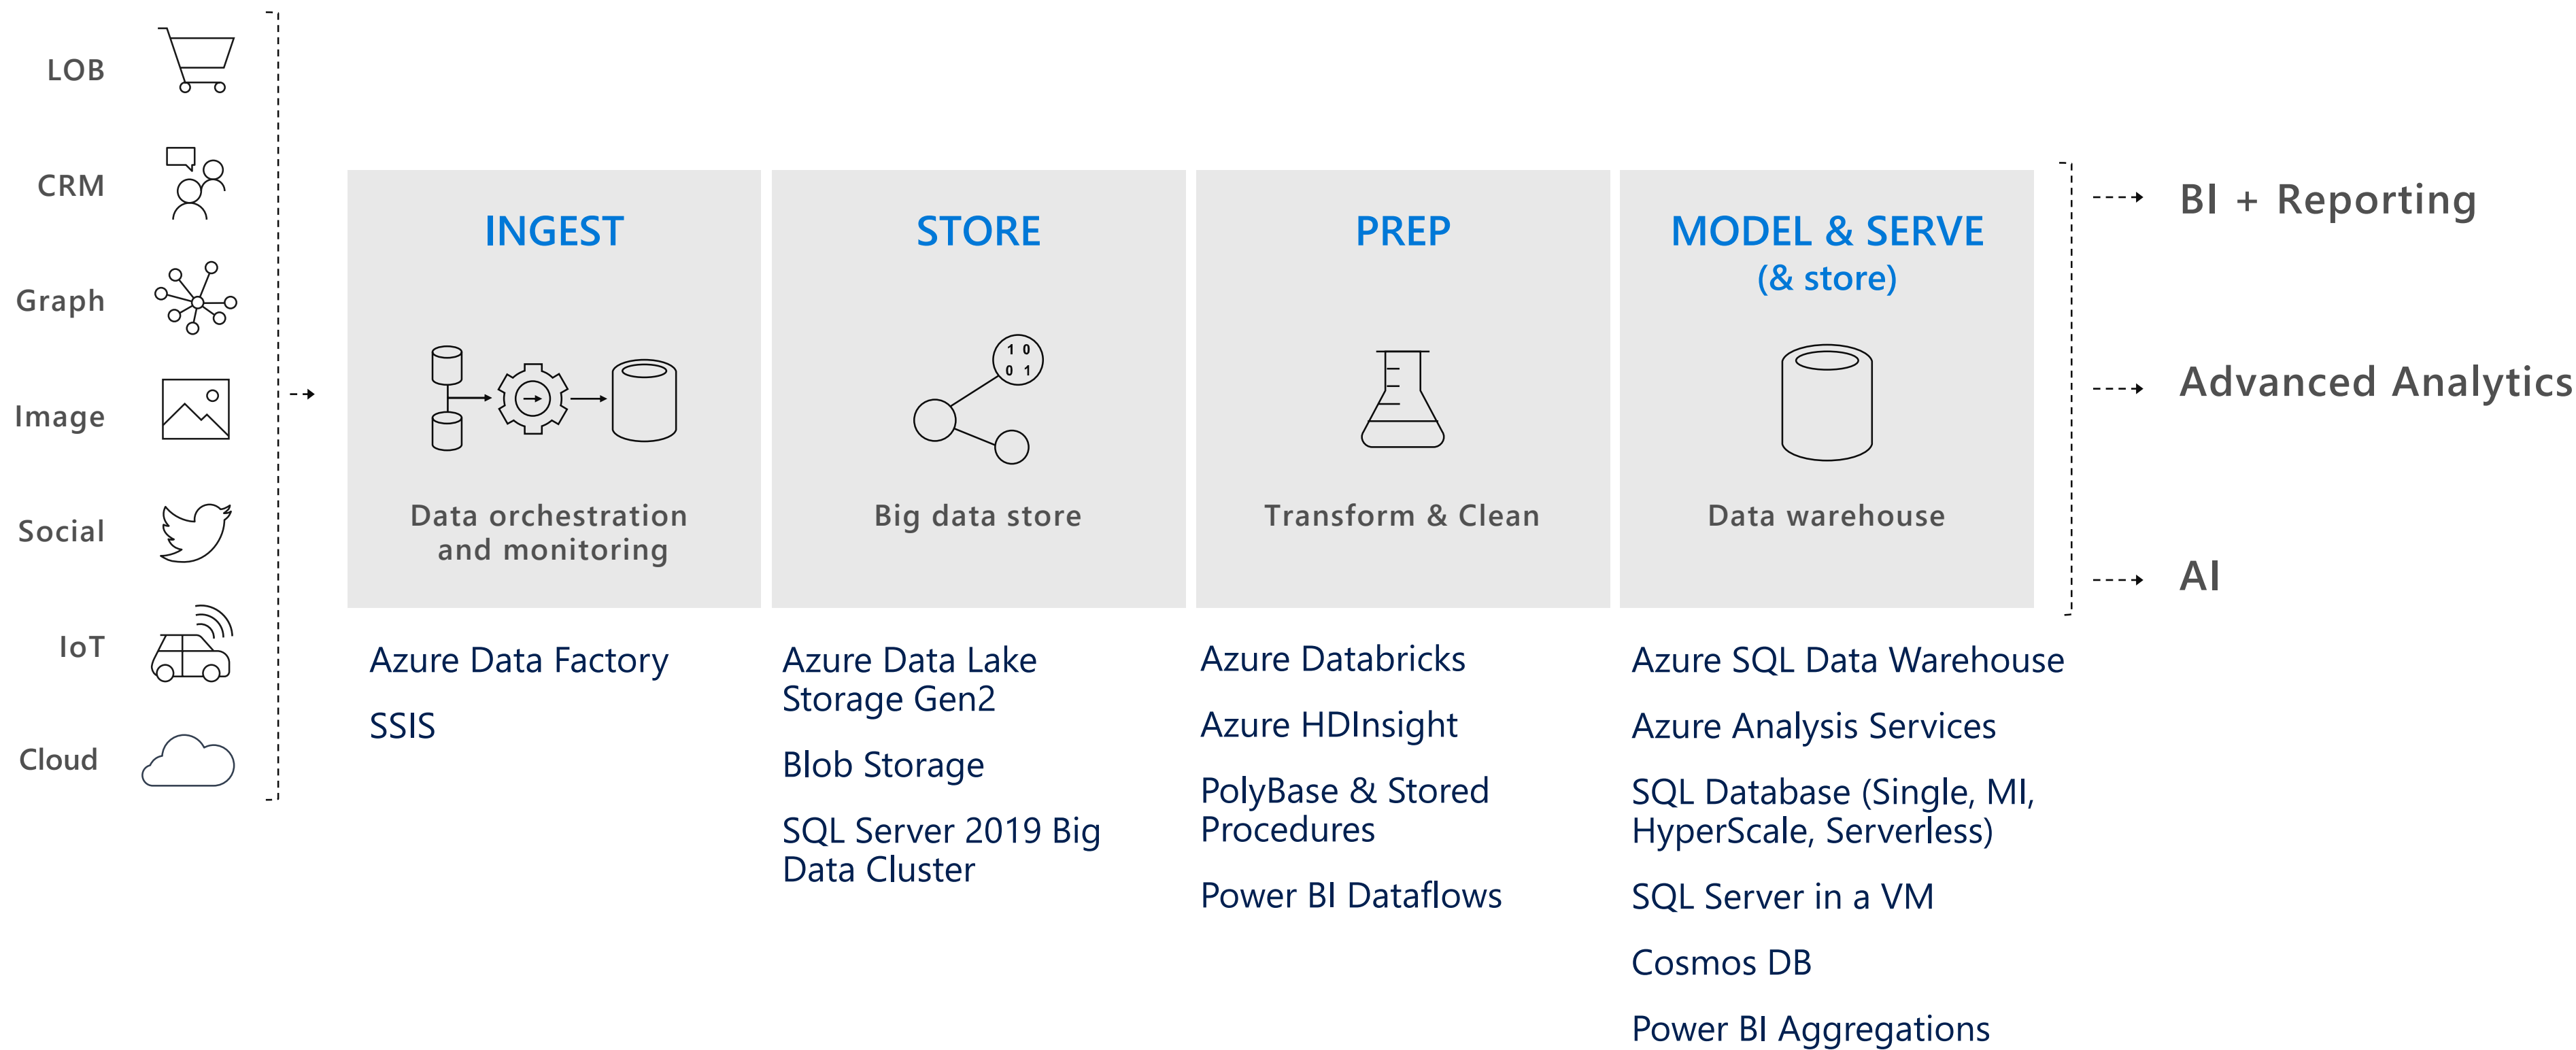 LOB
CRM
Graph
Image
Social
IoT
Cloud
INGEST
Data orchestration
and monitoring
Azure Data Factory
SSIS
STORE
1 0
0 1
Big data store
Azure Data Lake
Storage Gen2
Blob Storage
SQL Server 2019 Big
Data Cluster
PREP
Transform & Clean
Azure Databricks
Azure HDInsight
PolyBase & Stored
Procedures
Power BI Dataflows
MODEL & SERVE
(& store)
Data warehouse
Azure SQL Data Warehouse
Azure Analysis Services
SQL Database (Single, MI,
HyperScale, Serverless)
SQL Server in a VM
Cosmos DB
Power BI Aggregations
BI + Reporting
Advanced Analytics
AI